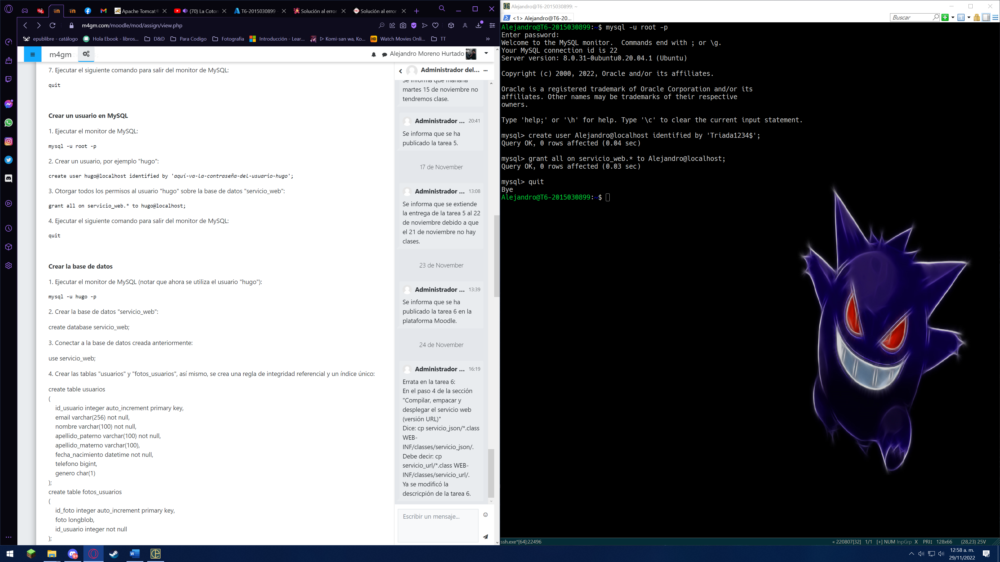 Apache Tomcat®
(70) La Cotor
T6-2015030899 -
Solución al error
Solución al error
m4gm.com/moodle/mod/assign/view.php
epublibre - catálogo
Hola Ebook - libros...
D&D
Para Codigo
Fotografia
Introducción - Lear...
▷ Komi-san wa, Ko...
HD Watch Movies Onli...
TT
»
m4gm
Alejandro Moreno Hurtado
7. Ejecutar el siguiente comando para salir del monitor de MySQL:
quit
Crear un usuario en MySQL
1. Ejecutar el monitor de MySQL:
mysql -u root -p
2. Crear un usuario, por ejemplo "hugo":
create user hugo@localhost identified by 'aquí-va-la-contraseña-del-usuario-hugo';
3. Otorgar todos los permisos al usuario "hugo" sobre la base de datos "servicio_web":
grant all on servicio_web.* to hugo@localhost;
4. Ejecutar el siguiente comando para salir del monitor de MySQL:
quit
Crear la base de datos
1. Ejecutar el monitor de MySQL (notar que ahora se utiliza el usuario "hugo"):
mysql -u hugo -p
2. Crear la base de datos "servicio_web":
create database servicio_web;
3. Conectar a la base de datos creada anteriormente:
use servicio_web;
4. Crear las tablas "usuarios" y "fotos_usuarios", así mismo, se crea una regla de integridad referencial y un índice único:
create table usuarios
(
id_usuario integer auto_increment primary key,
email varchar(256) not null,
nombre varchar(100) not null,
apellido_paterno varchar(100) not null,
apellido_materno varchar(100),
fecha_nacimiento datetime not null,
telefono bigint,
genero char(1)
);
create table fotos_usuarios
(
id_foto integer auto_increment primary key,
foto longblob,
id_usuario integer not null
);
Administrador del...
Se informa que mañana
martes 15 de noviembre no
tendremos clase.
Administrador ... 20:41
Se informa que se ha
publicado la tarea 5.
17 de November
Administrador ... 13:08
Se informa que se extiende
la entrega de la tarea 5 al 22
de noviembre debido a que
el 21 de noviembre no hay
clases.
23 de November
Administrador ... 13:39
Se informa que se ha
publicado la tarea 6 en la
plataforma Moodle.
24 de November
Administrador ... 16:19
Errata en la tarea 6:
En el paso 4 de la sección
"Compilar, empacar y
desplegar el servicio web
(versión URL)"
Dice: cp servicio_json/*.class
WEB-
INF/classes/servicio_json/.
Debe decir: cp
servicio_url/*.class WEB-
INF/classes/servicio_url/.
Ya se modificó la
descricpión de la tarea 6.
Escribir un mensaje...
Alejandro@T6-2015030899: ~
<1> Alejandro@T6-20...
Buscar
Alejandro@T6-2015030899:~$ mysql -u root -p
Enter password:
Welcome to the MySQL monitor.  Commands end with ; or \g.
Your MySQL connection id is 22
Server version: 8.0.31-0ubuntu0.20.04.1 (Ubuntu)
Copyright (c) 2000, 2022, Oracle and/or its affiliates.
Oracle is a registered trademark of Oracle Corporation and/or its
affiliates. Other names may be trademarks of their respective
owners.
Type 'help;' or '\h' for help. Type '\c' to clear the current input statement.
mysql> create user Alejandro@localhost identified by 'Triada1234$';
Query OK, 0 rows affected (0.04 sec)
mysql> grant all on servicio_web.* to Alejandro@localhost;
Query OK, 0 rows affected (0.03 sec)
mysql> quit
Bye
Alejandro@T6-2015030899:~$
ssh.exe*[64]:22496
« 220807[32] 1/1 [+] NUM InpGrp X PRI↕ 128x66 (28,23) 25V
9+
12:58 a. m.
29/11/2022